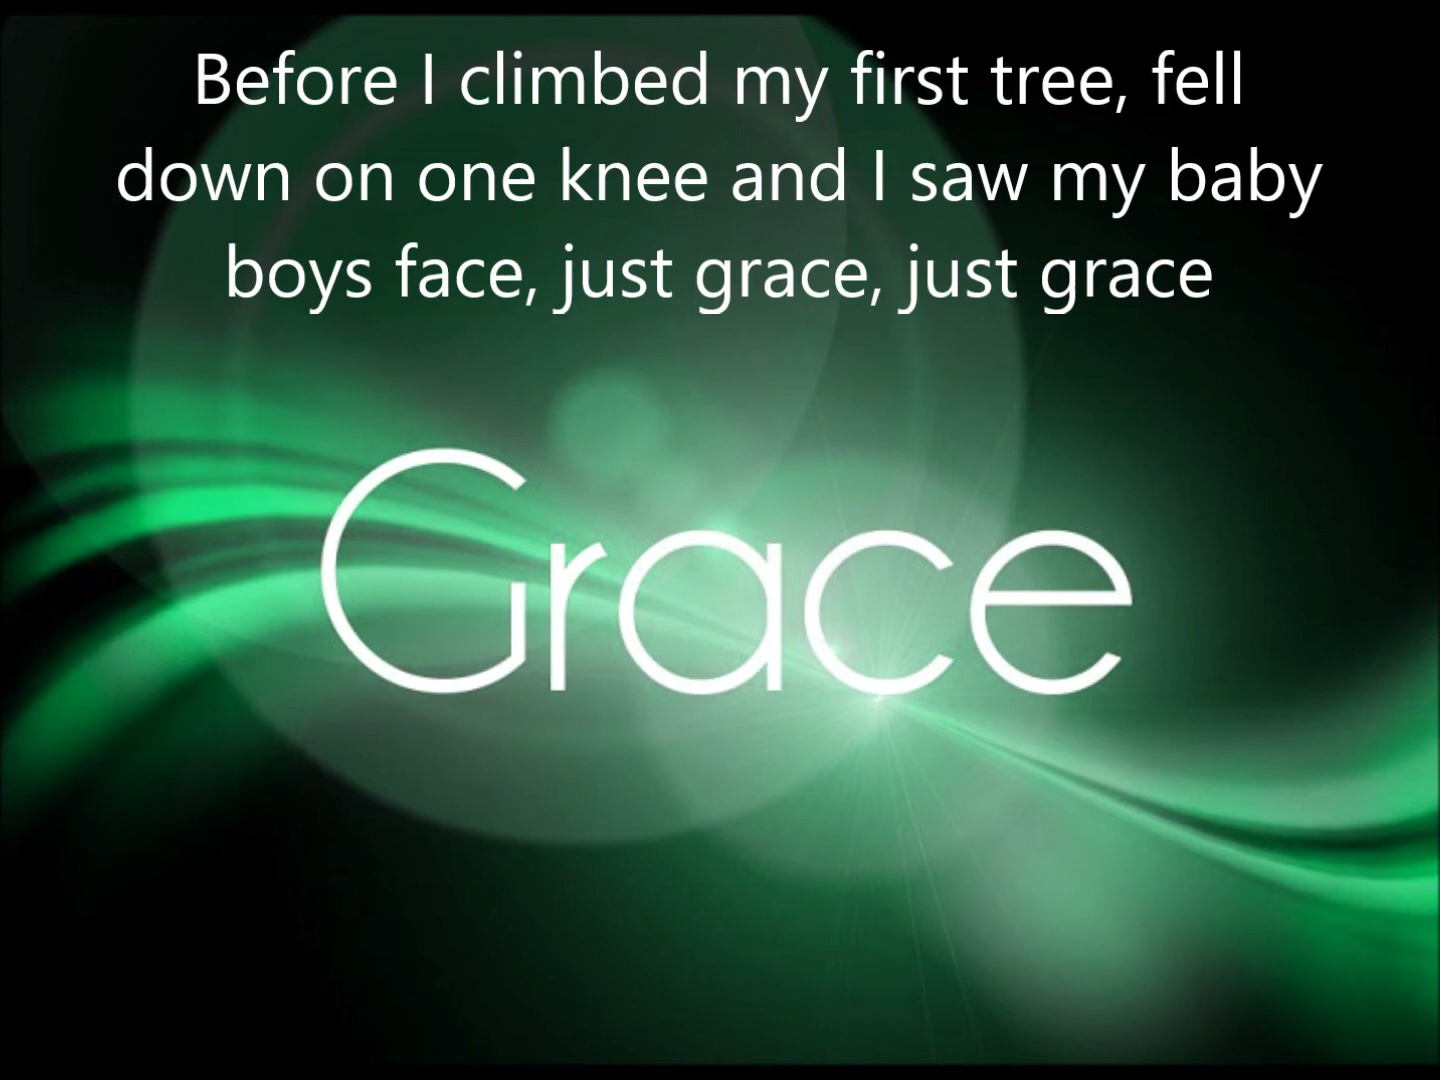 Before I climbed my first tree, fell
down on one knee and I saw my baby
boys face, just grace, just grace
Grace